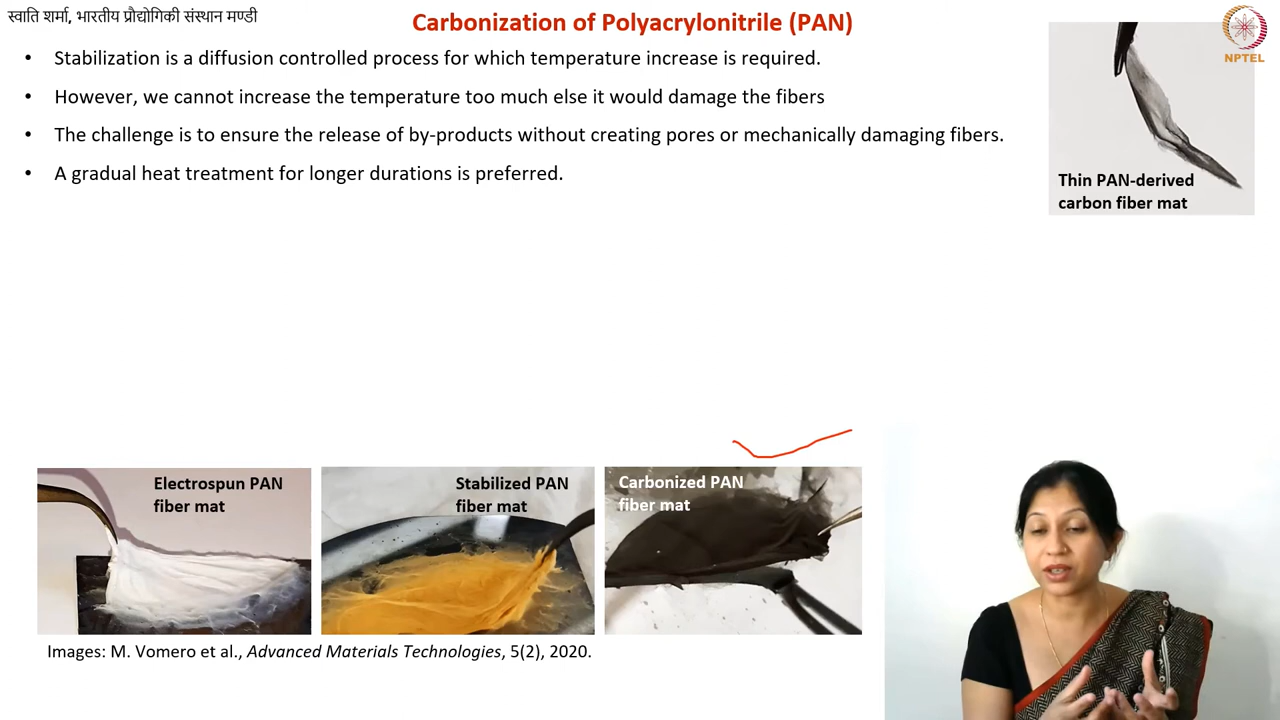 स्वाति शर्मा, भारतीय प्रौद्योगिकी संस्थान मण्डी
Carbonization of Polyacrylonitrile (PAN)
NPTEL
• Stabilization is a diffusion controlled process for which temperature increase is required.
• However, we cannot increase the temperature too much else it would damage the fibers
• The challenge is to ensure the release of by-products without creating pores or mechanically damaging fibers.
• A gradual heat treatment for longer durations is preferred.
Thin PAN-derived
carbon fiber mat
Electrospun PAN
fiber mat
Stabilized PAN
fiber mat
Carbonized PAN
fiber mat
Images: M. Vomero et al., Advanced Materials Technologies, 5(2), 2020.